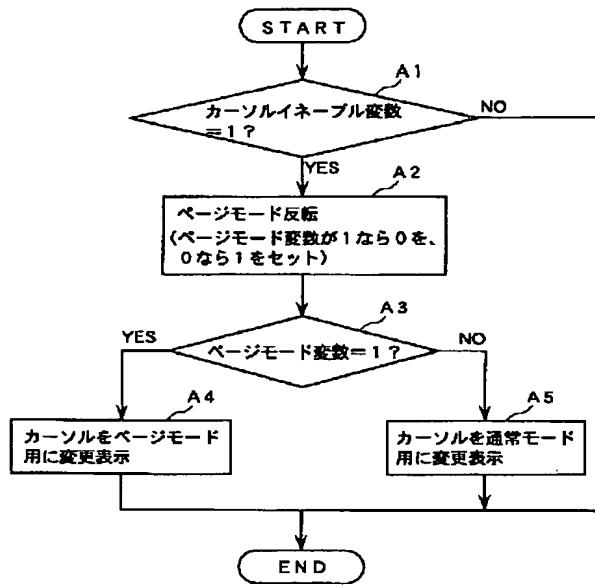 START
A1
カーソルイネーブル変数
=1?
NO
YES
A2
ページモード反転
(ページモード変数が1なら0を、
0なら1をセット)
A3
YES
ページモード変数=1?
NO
A4
カーソルをページモード
用に変更表示
A5
カーソルを通常モード
用に変更表示
END